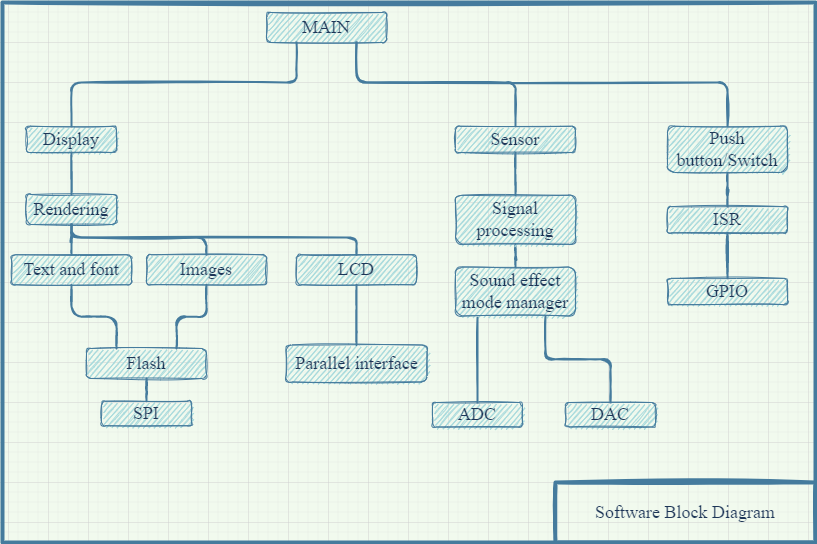 MAIN
Display
Sensor
Push
button/Switch
Rendering
Signal
processing
ISR
Text and font
Images
LCD
Sound effect
mode manager
GPIO
Flash
Parallel interface
SPI
ADC
DAC
Software Block Diagram